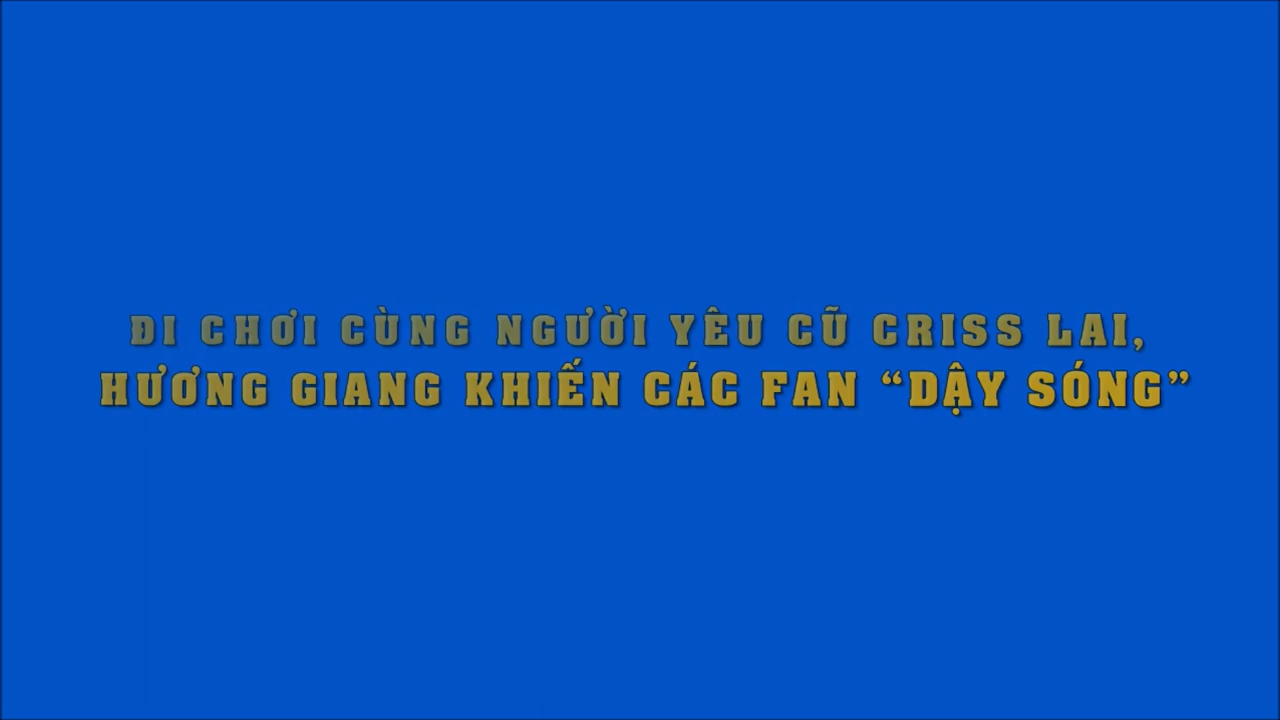 ĐI CHƠI CÙNG NGƯỜI YÊU CŨ CRISS LAI,
HƯƠNG GIANG KHIẾN CÁC FAN “DẬY SÓNG”